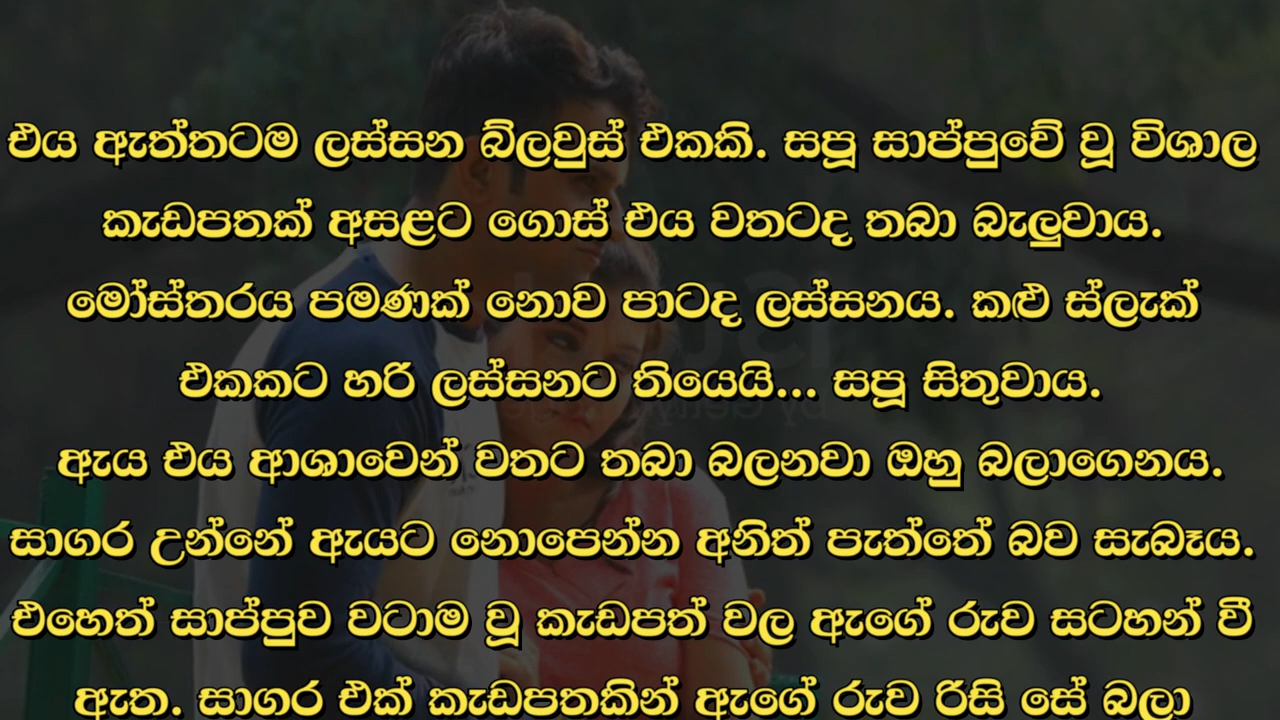 එය ඇත්තටම ලස්සන බ්ලවුස් එකකි. සපූ සාප්පුවේ වූ විශාල
කැඩපතක් අසළට ගොස් එය වතටද තබා බැලුවාය.
මෝස්තරය පමණක් නොව පාටද ලස්සනය. කළු ස්ලැක්
එකකට හරි ලස්සනට තියෙයි... සපූ සිතුවාය.
ඇය එය ආශාවෙන් වතට තබා බලනවා ඔහු බලාගෙනය.
සාගර උන්නේ ඇයට නොපෙන්න අනිත් පැත්තේ බව සැබෑය.
එහෙත් සාප්පුව වටාම වූ කැඩපත් වල ඇගේ රුව සටහන් වී
ඇත. සාගර එක් කැඩපතකින් ඇගේ රුව රිසි සේ බලා